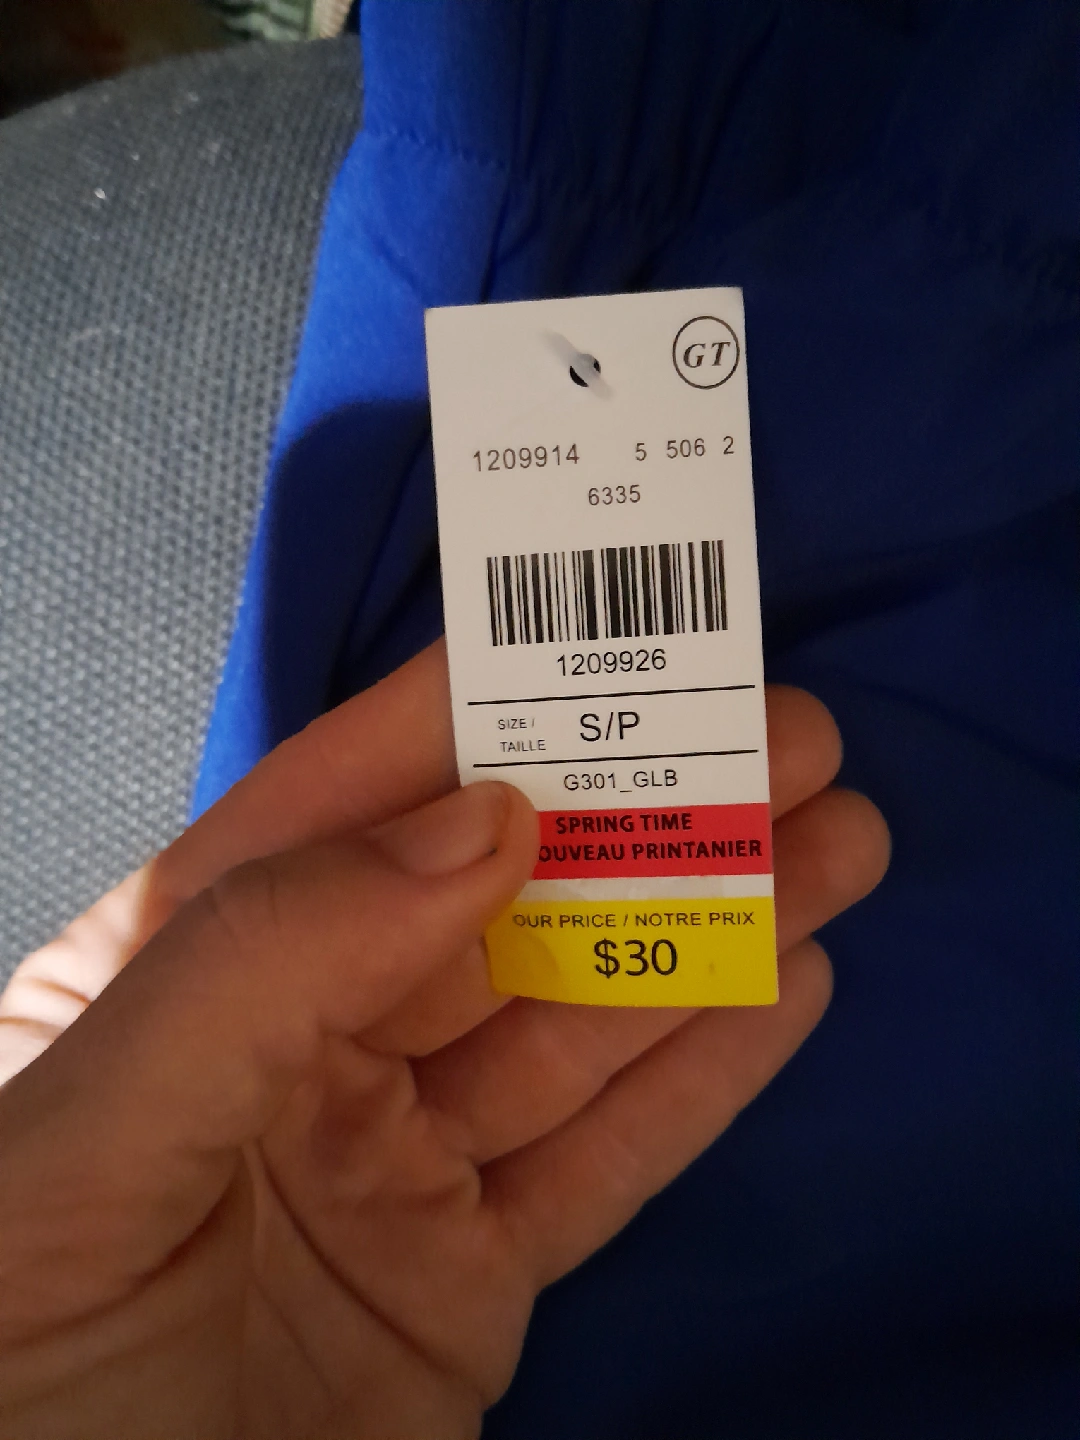 GT
1209914 5 506 2
6335
1209926
SIZE / TAILLE S/P
G301_GLB
SPRING TIME
OUVEAU PRINTANIER
OUR PRICE / NOTRE PRIX
$30